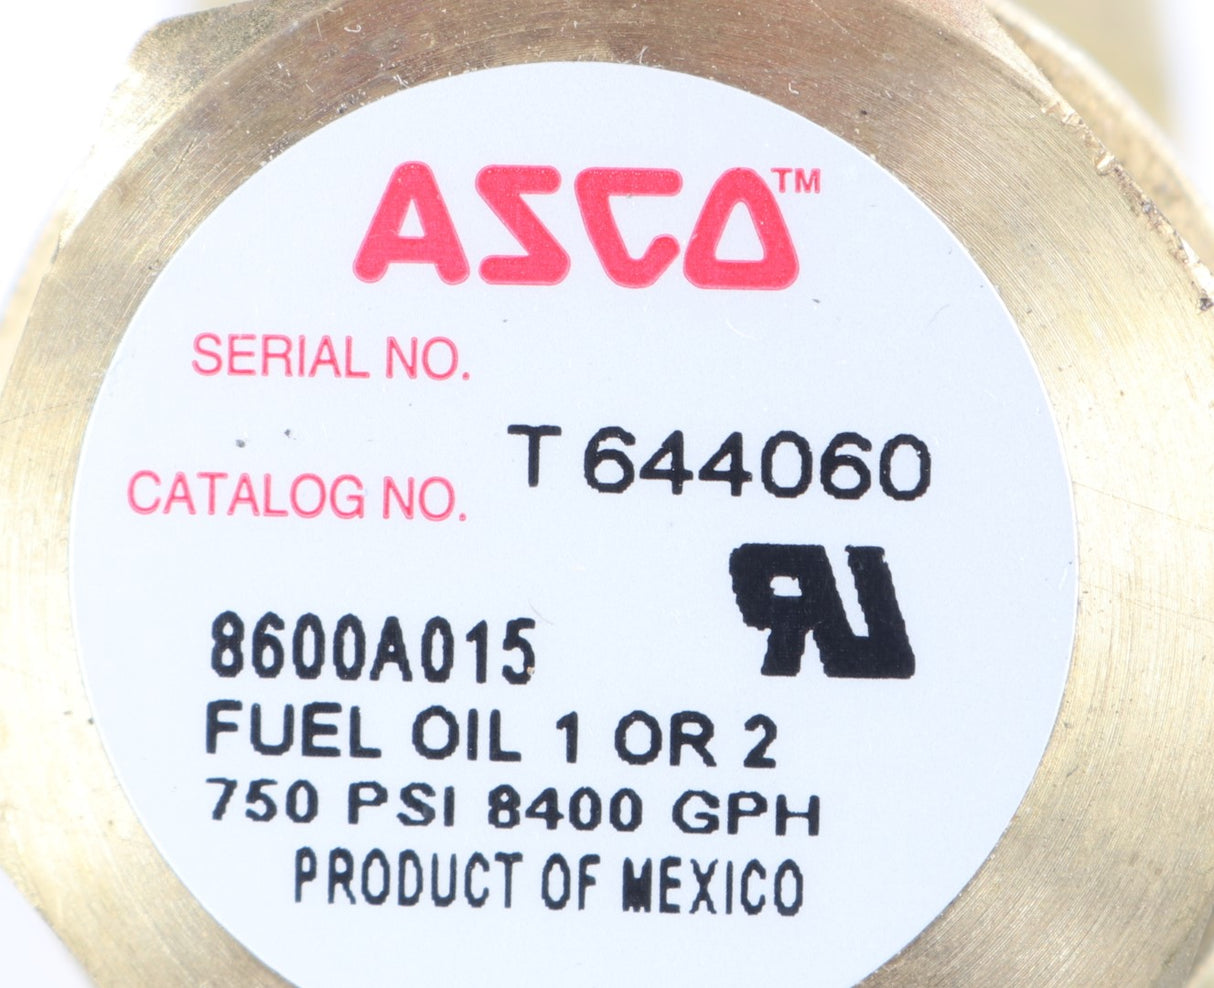 ASCO™
SERIAL NO.
T 644060
CATALOG NO.
8600A015
FUEL OIL 1 OR 2
750 PSI 8400 GPH
PRODUCT OF MEXICO